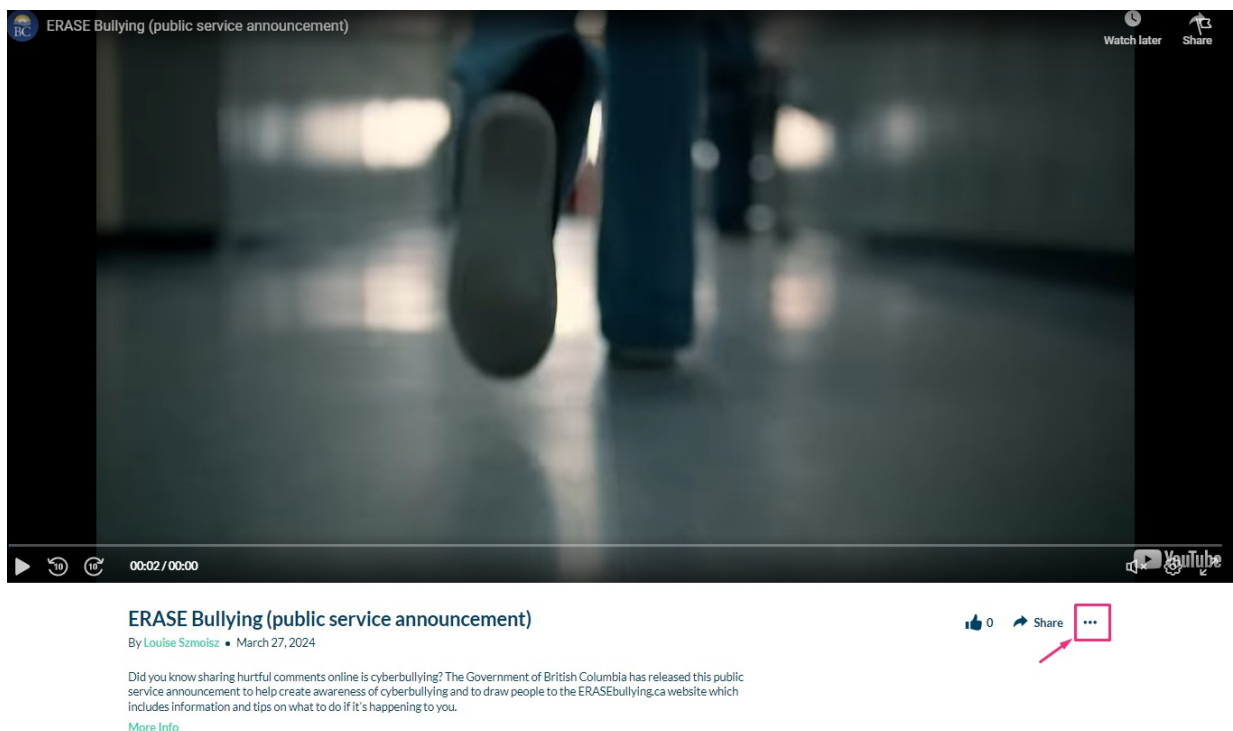 BC
ERASE Bullying (public service announcement)
Watch later
Share
10
10
00:02 / 00:00
YouTube
ERASE Bullying (public service announcement)
By Louise Szmoisz • March 27, 2024
0
Share
...
Did you know sharing hurtful comments online is cyberbullying? The Government of British Columbia has released this public
service announcement to help create awareness of cyberbullying and to draw people to the ERASEbullying.ca website which
includes information and tips on what to do if it's happening to you.
More Info